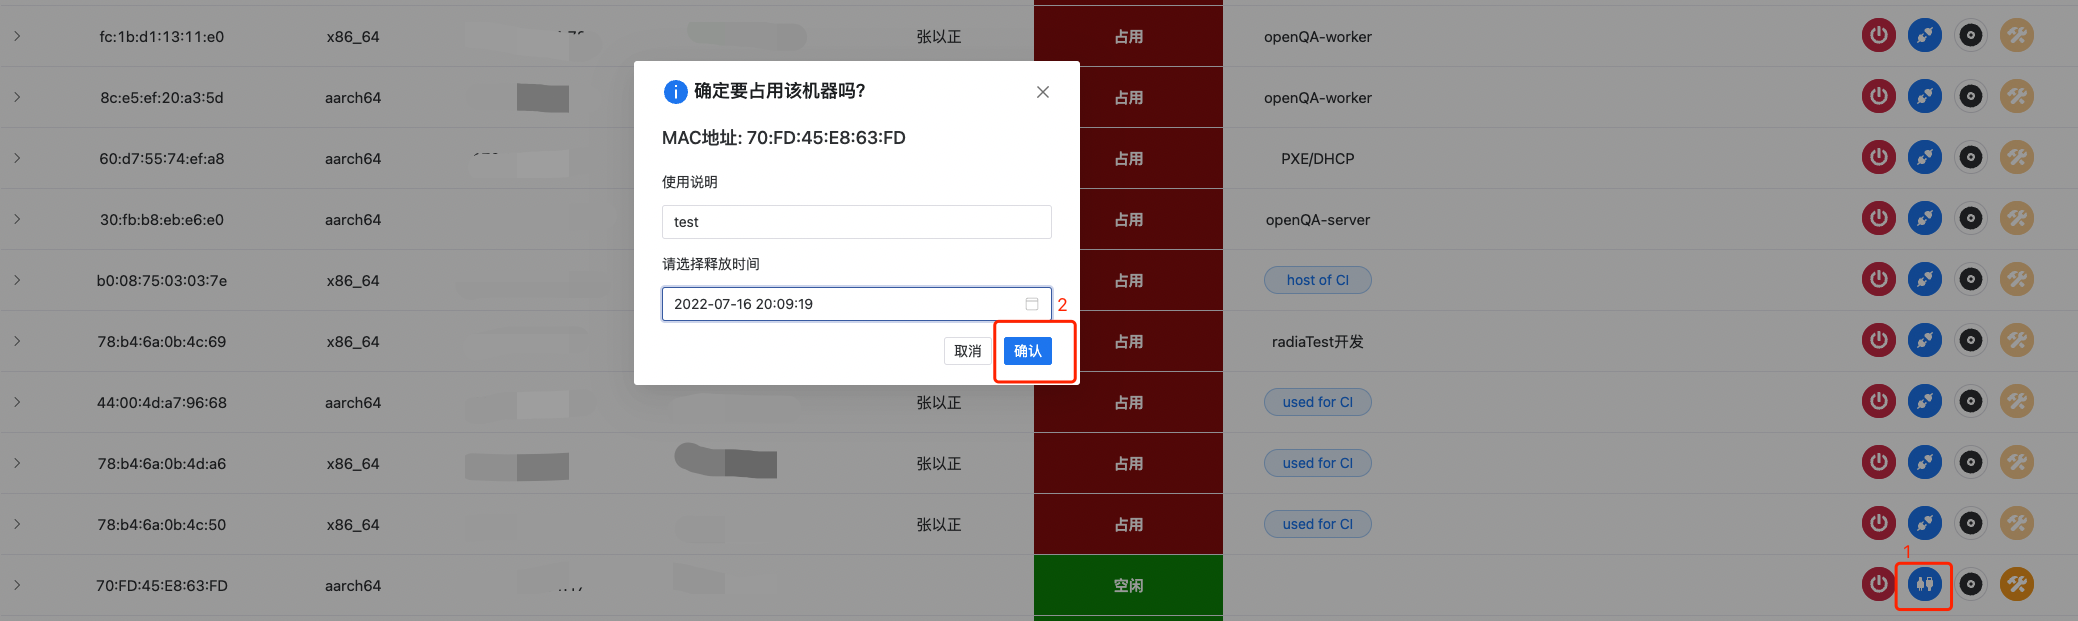 fc:1b:d1:13:11:e0 x86_64 张以正 占用 openQA-worker
8c:e5:ef:20:a3:5d aarch64 占用 openQA-worker
60:d7:55:74:ef:a8 aarch64 占用 PXE/DHCP
30:fb:b8:eb:e6:e0 aarch64 占用 openQA-server
b0:08:75:03:03:7e x86_64 占用 host of CI
78:b4:6a:0b:4c:69 x86_64 占用 radiaTest开发
44:00:4d:a7:96:68 aarch64 张以正 占用 used for CI
78:b4:6a:0b:4d:a6 x86_64 张以正 占用 used for CI
78:b4:6a:0b:4c:50 x86_64 张以正 占用 used for CI
1
70:FD:45:E8:63:FD aarch64 空闲
确定要占用该机器吗?
MAC地址: 70:FD:45:E8:63:FD
使用说明
test
请选择释放时间
2022-07-16 20:09:19
2
取消 确认